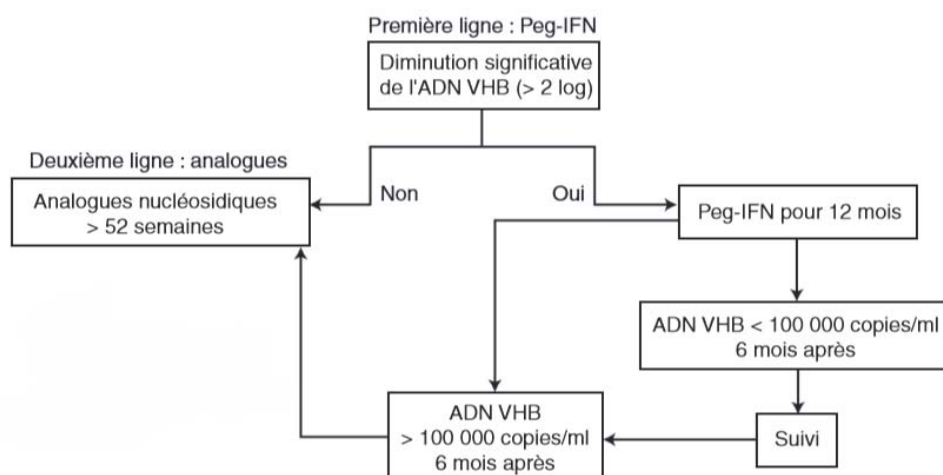 Première ligne : Peg-IFN
Diminution significative
de l'ADN VHB (> 2 log)
Deuxième ligne : analogues
Analogues nucléosidiques
> 52 semaines
Non
Oui
Peg-IFN pour 12 mois
ADN VHB < 100 000 copies/ml
6 mois après
ADN VHB
> 100 000 copies/ml
6 mois après
Suivi